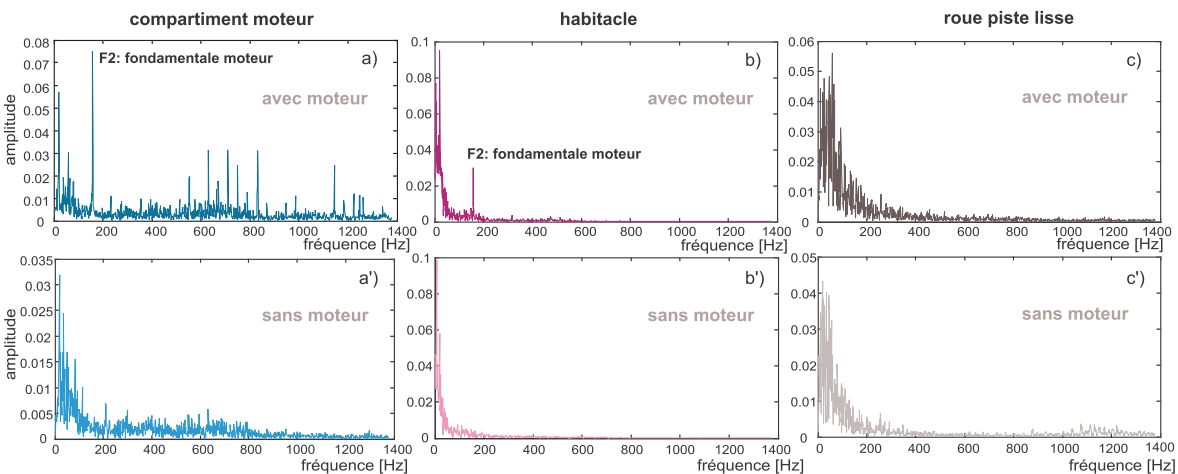 compartiment moteur
habitacle
roue piste lisse
0.08
0.07
0.06
0.05
0.04
0.03
0.02
0.01
0
amplitude
F2: fondamentale moteur
a)
avec moteur
0 200 400 600 800 1000 1200 1400
fréquence [Hz]
0.1
0.08
0.06
0.04
0.02
0
b)
avec moteur
F2: fondamentale moteur
0 200 400 600 800 1000 1200 1400
fréquence [Hz]
0.06
0.05
0.04
0.03
0.02
0.01
0
c)
avec moteur
200 400 600 800 1000 1200 1400
fréquence [Hz]
0.035
0.03
0.025
0.02
0.015
0.01
0.005
0
amplitude
a')
sans moteur
0 200 400 600 800 1000 1200 1400
fréquence [Hz]
0.1
0.08
0.06
0.04
0.02
0
b')
sans moteur
0 200 400 600 800 1000 1200 1400
fréquence [Hz]
0.05
0.04
0.03
0.02
0.01
0
c')
sans moteur
0 200 400 600 800 1000 1200 1400
fréquence [Hz]